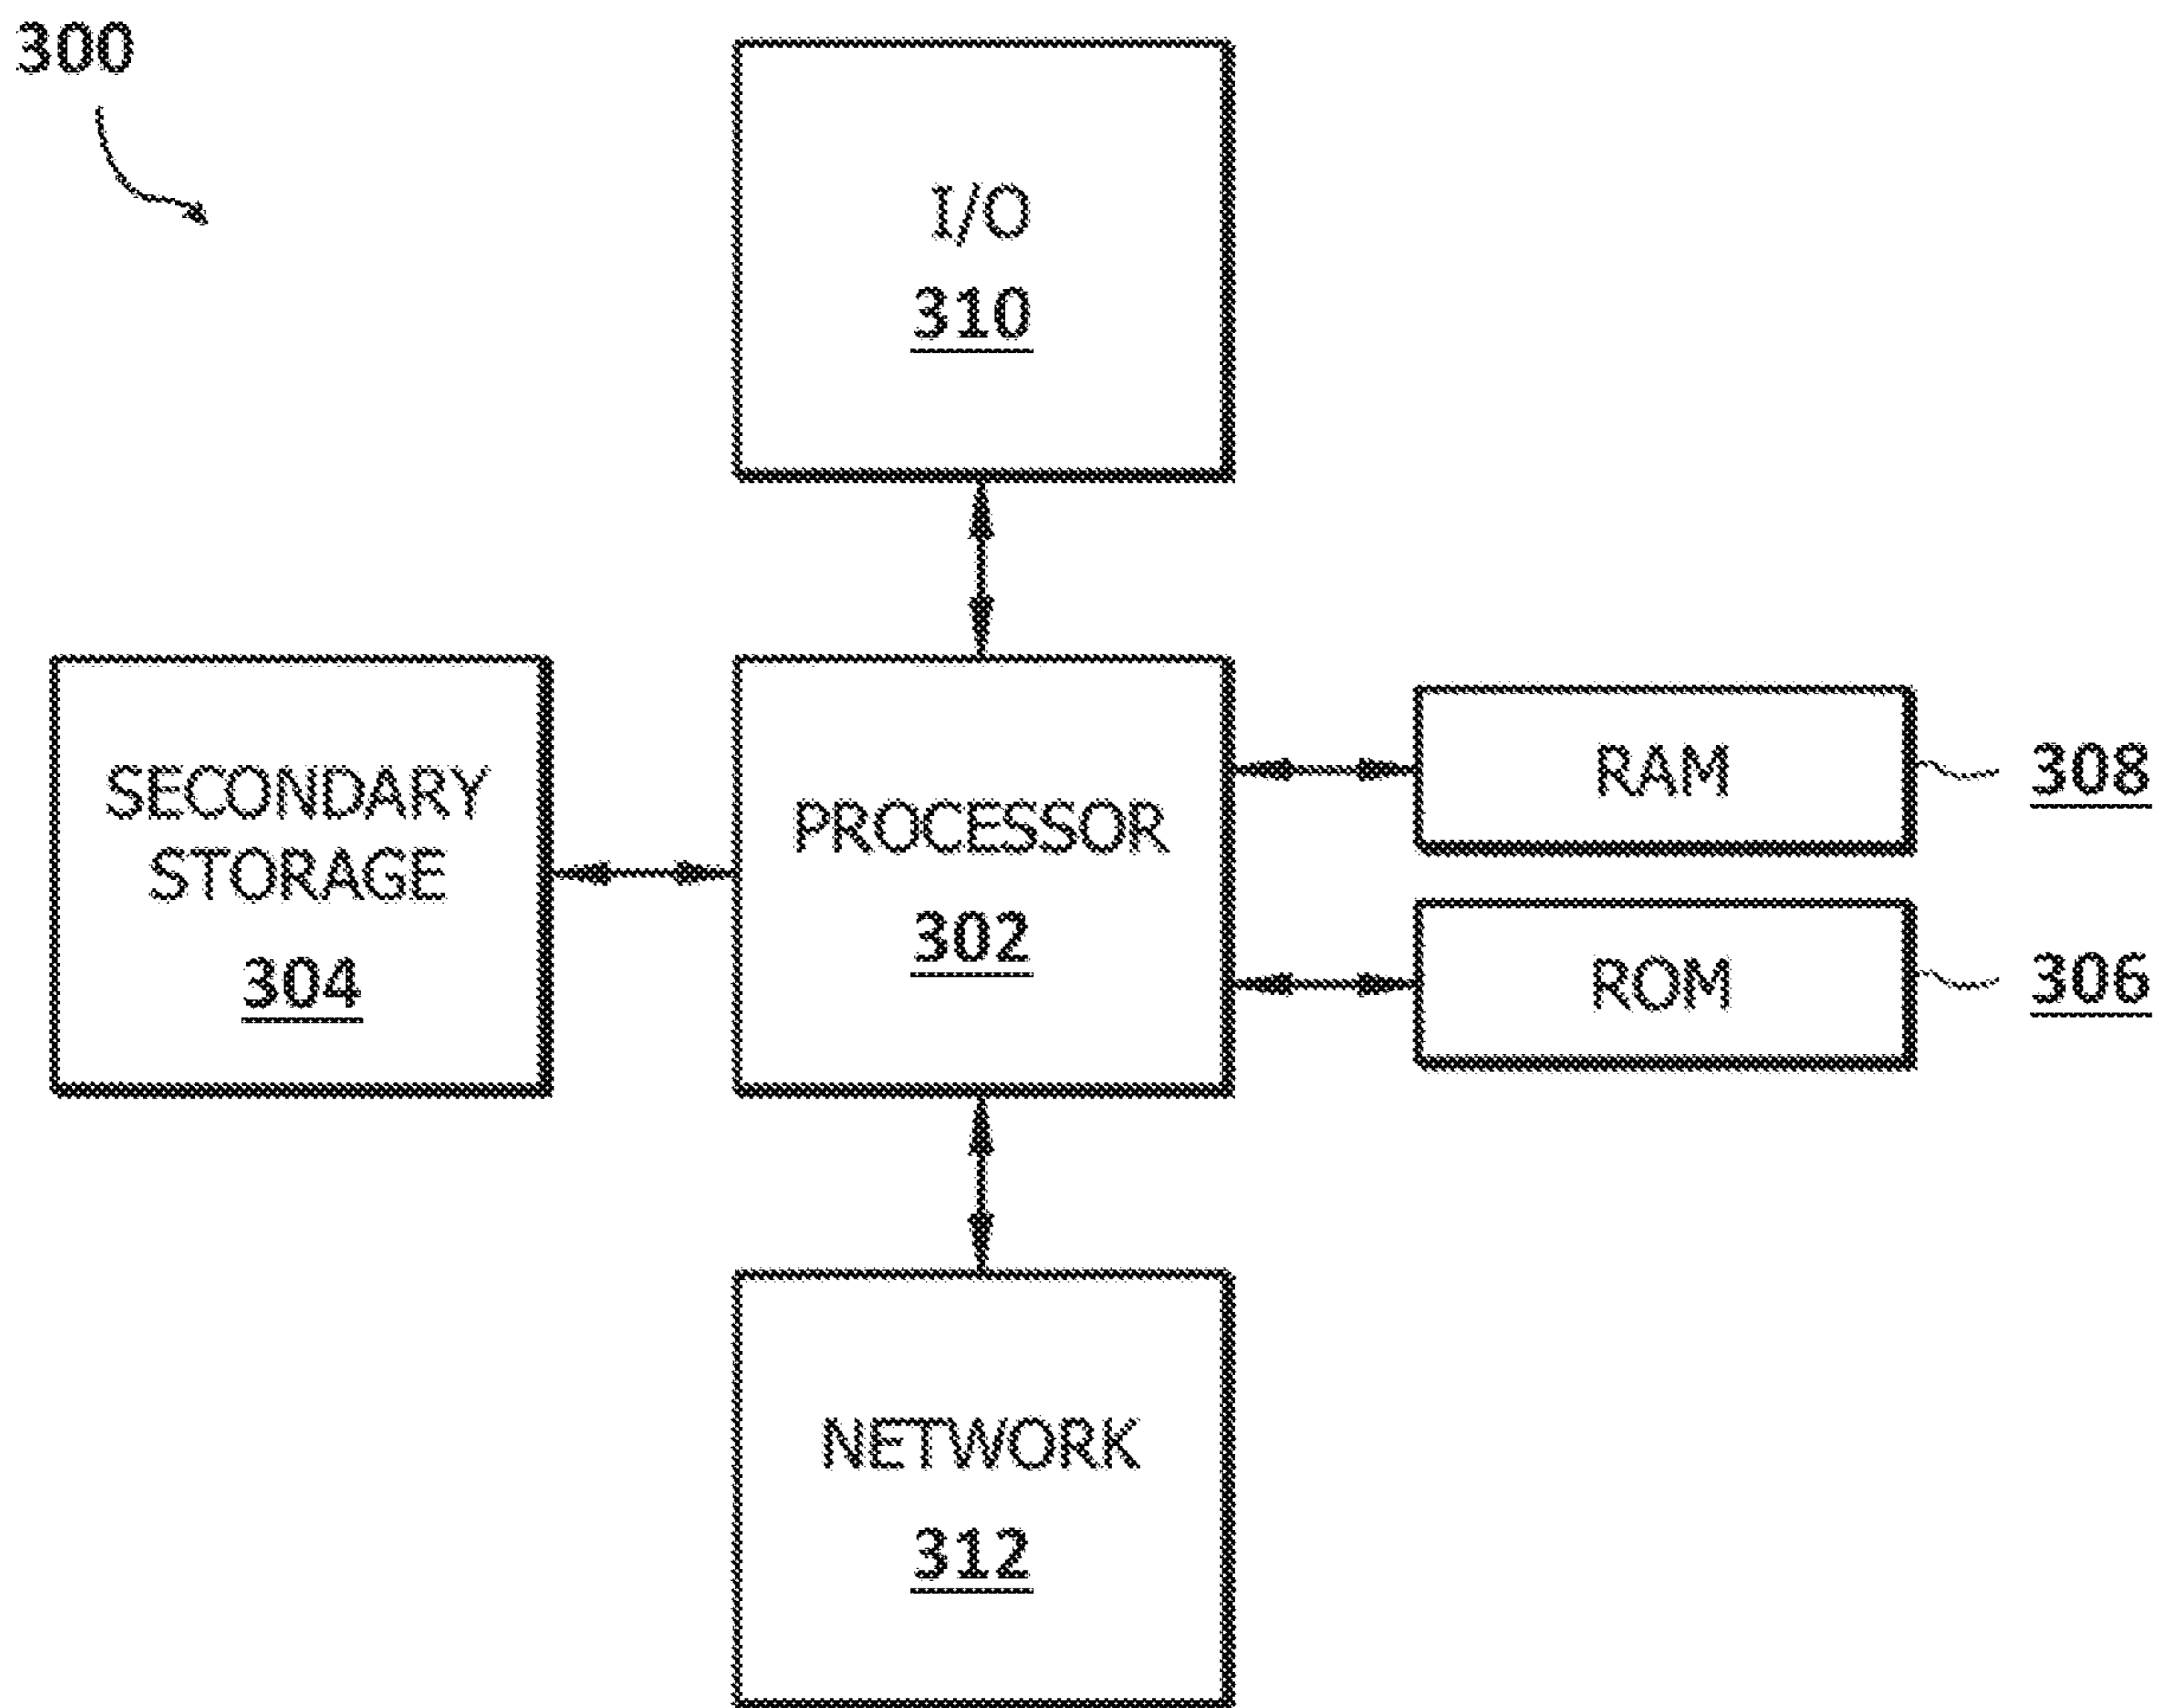 300
I/O
310
SECONDARY
STORAGE
304
PROCESSOR
302
RAM
308
ROM
306
NETWORK
312